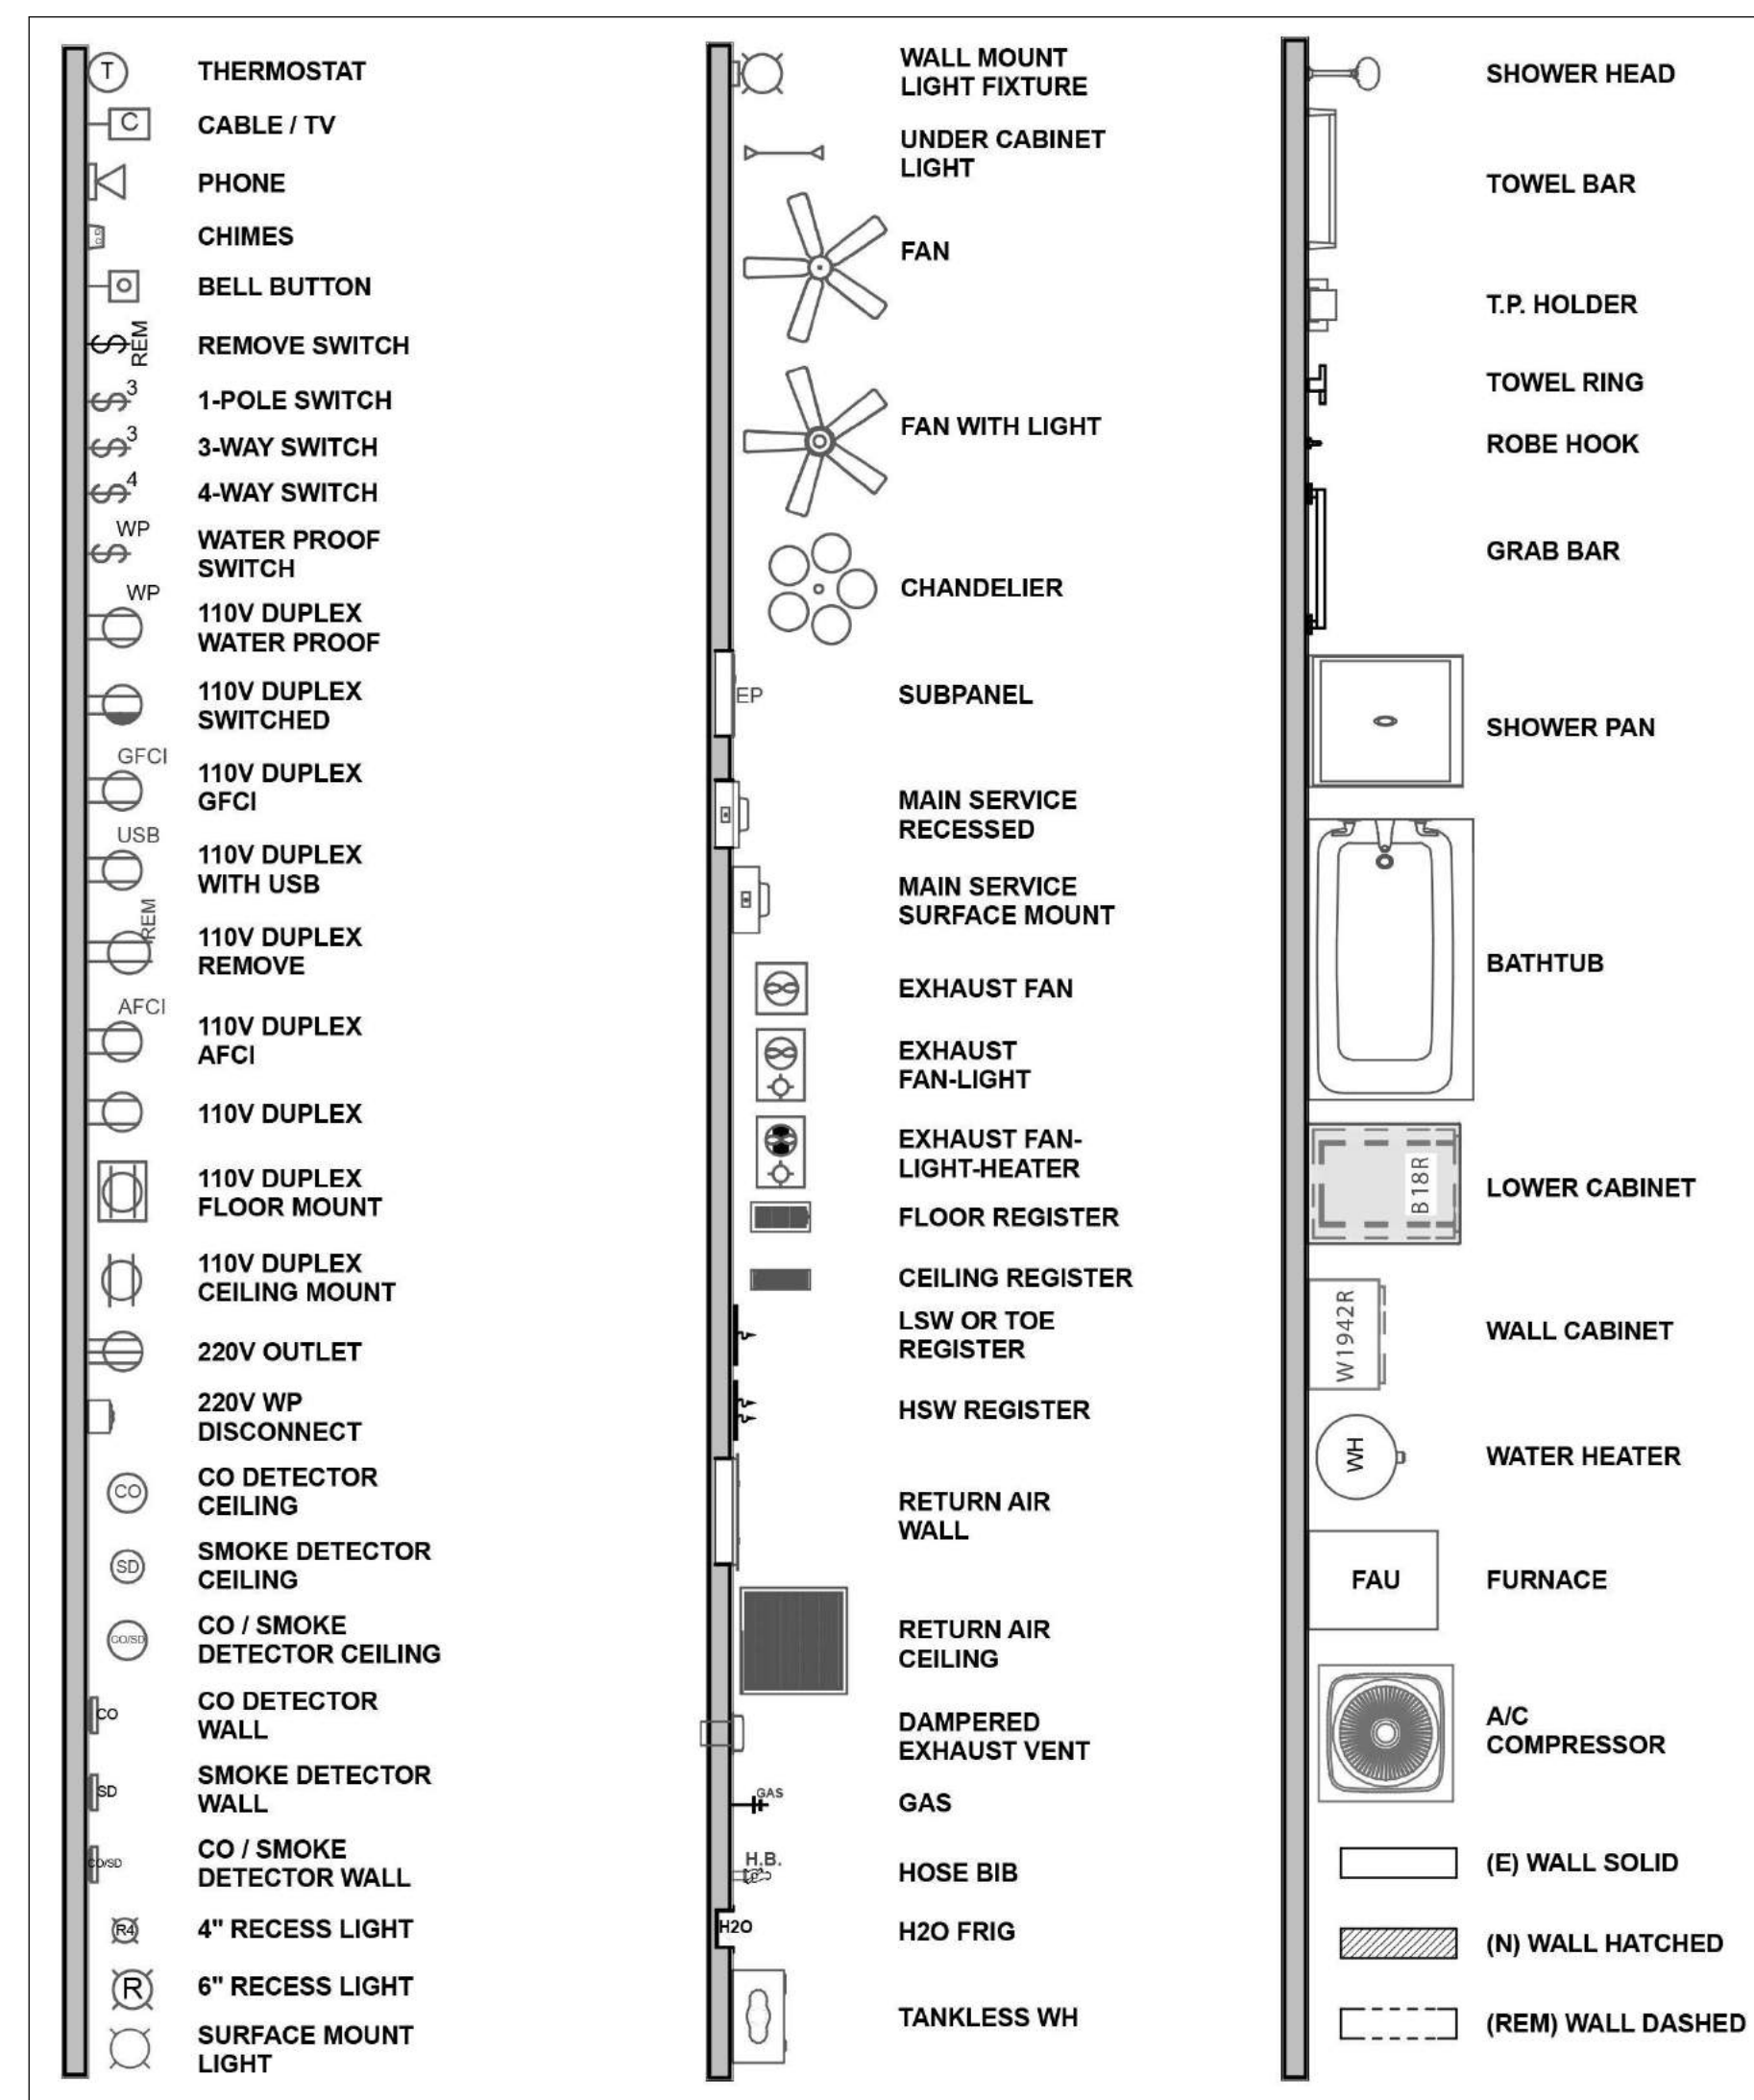 T
THERMOSTAT
C
CABLE / TV
PHONE
CHIMES
BELL BUTTON
REM
REMOVE SWITCH
3
1-POLE SWITCH
3
3-WAY SWITCH
4
4-WAY SWITCH
WP
WATER PROOF
SWITCH
WP
110V DUPLEX
WATER PROOF
110V DUPLEX
SWITCHED
GFCI
110V DUPLEX
GFCI
USB
110V DUPLEX
WITH USB
REM
110V DUPLEX
REMOVE
AFCI
110V DUPLEX
AFCI
110V DUPLEX
110V DUPLEX
FLOOR MOUNT
110V DUPLEX
CEILING MOUNT
220V OUTLET
220V WP
DISCONNECT
CO
CO DETECTOR
CEILING
SD
SMOKE DETECTOR
CEILING
CO/SD
CO / SMOKE
DETECTOR CEILING
CO
CO DETECTOR
WALL
SD
SMOKE DETECTOR
WALL
CO/SD
CO / SMOKE
DETECTOR WALL
R4
4" RECESS LIGHT
R
6" RECESS LIGHT
SURFACE MOUNT
LIGHT
WALL MOUNT
LIGHT FIXTURE
UNDER CABINET
LIGHT
FAN
FAN WITH LIGHT
CHANDELIER
EP
SUBPANEL
MAIN SERVICE
RECESSED
MAIN SERVICE
SURFACE MOUNT
EXHAUST FAN
EXHAUST
FAN-LIGHT
EXHAUST FAN-
LIGHT-HEATER
FLOOR REGISTER
CEILING REGISTER
LSW OR TOE
REGISTER
HSW REGISTER
RETURN AIR
WALL
RETURN AIR
CEILING
DAMPERED
EXHAUST VENT
GAS
GAS
H.B.
HOSE BIB
H2O
H2O FRIG
TANKLESS WH
SHOWER HEAD
TOWEL BAR
T.P. HOLDER
TOWEL RING
ROBE HOOK
GRAB BAR
SHOWER PAN
BATHTUB
B18R
LOWER CABINET
W1942R
WALL CABINET
WH
WATER HEATER
FAU
FURNACE
A/C
COMPRESSOR
(E) WALL SOLID
(N) WALL HATCHED
(REM) WALL DASHED